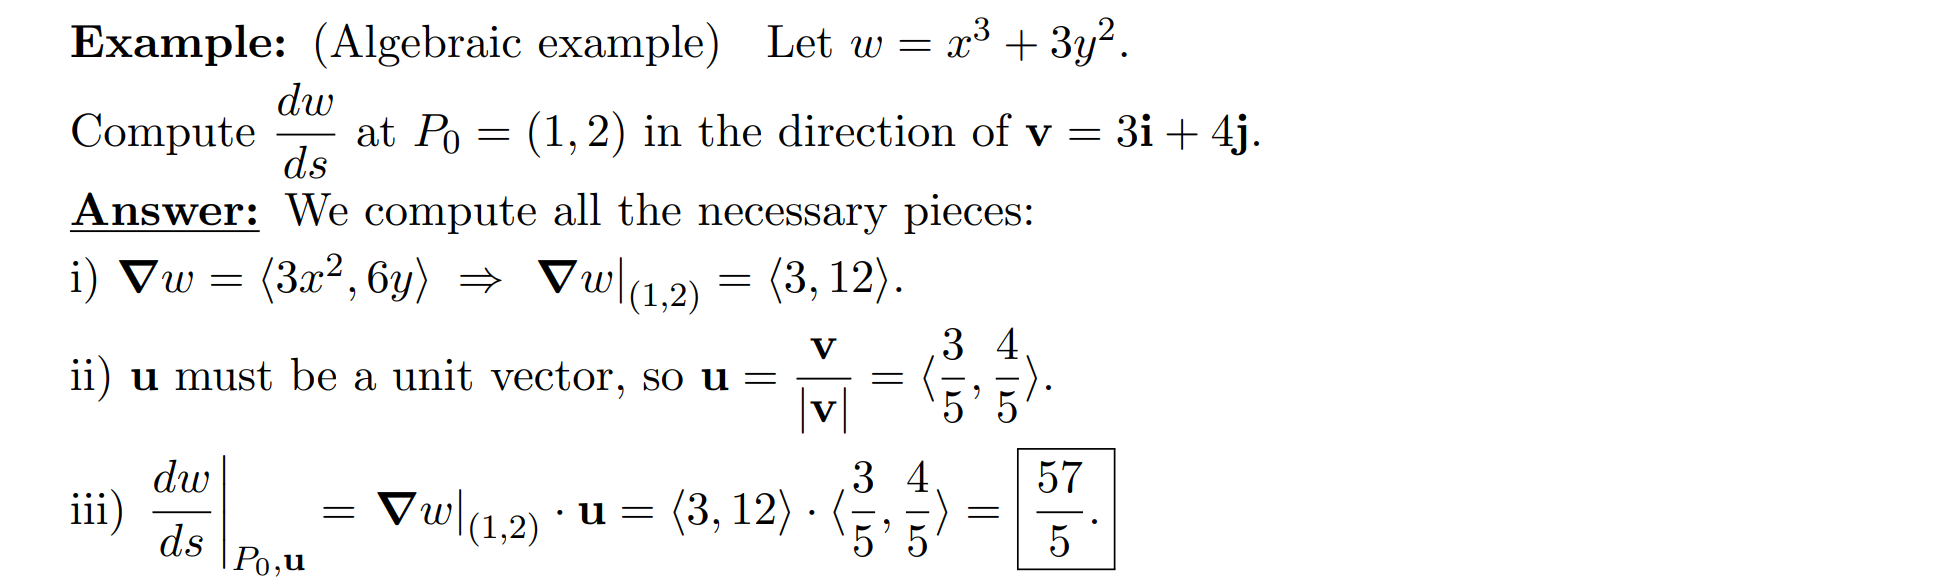 Example: (Algebraic example) Let w = x³ + 3y².
Compute dw/ds at P₀ = (1, 2) in the direction of v = 3i + 4j.
Answer: We compute all the necessary pieces:
i) ∇w = ⟨3x², 6y⟩ ⇒ ∇w|₍₁,₂₎ = ⟨3, 12⟩.
ii) u must be a unit vector, so u = v/|v| = ⟨3/5, 4/5⟩.
iii) dw/ds|P₀,u = ∇w|₍₁,₂₎ · u = ⟨3, 12⟩ · ⟨3/5, 4/5⟩ = 57/5.